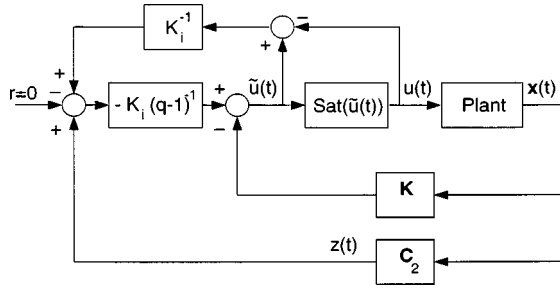 K_i^-1
−
+
+
r=0
−
+
- K_i (q-1)^-1
+
−
ũ(t)
Sat(ũ(t))
u(t)
Plant
x(t)
K
z(t)
C_2